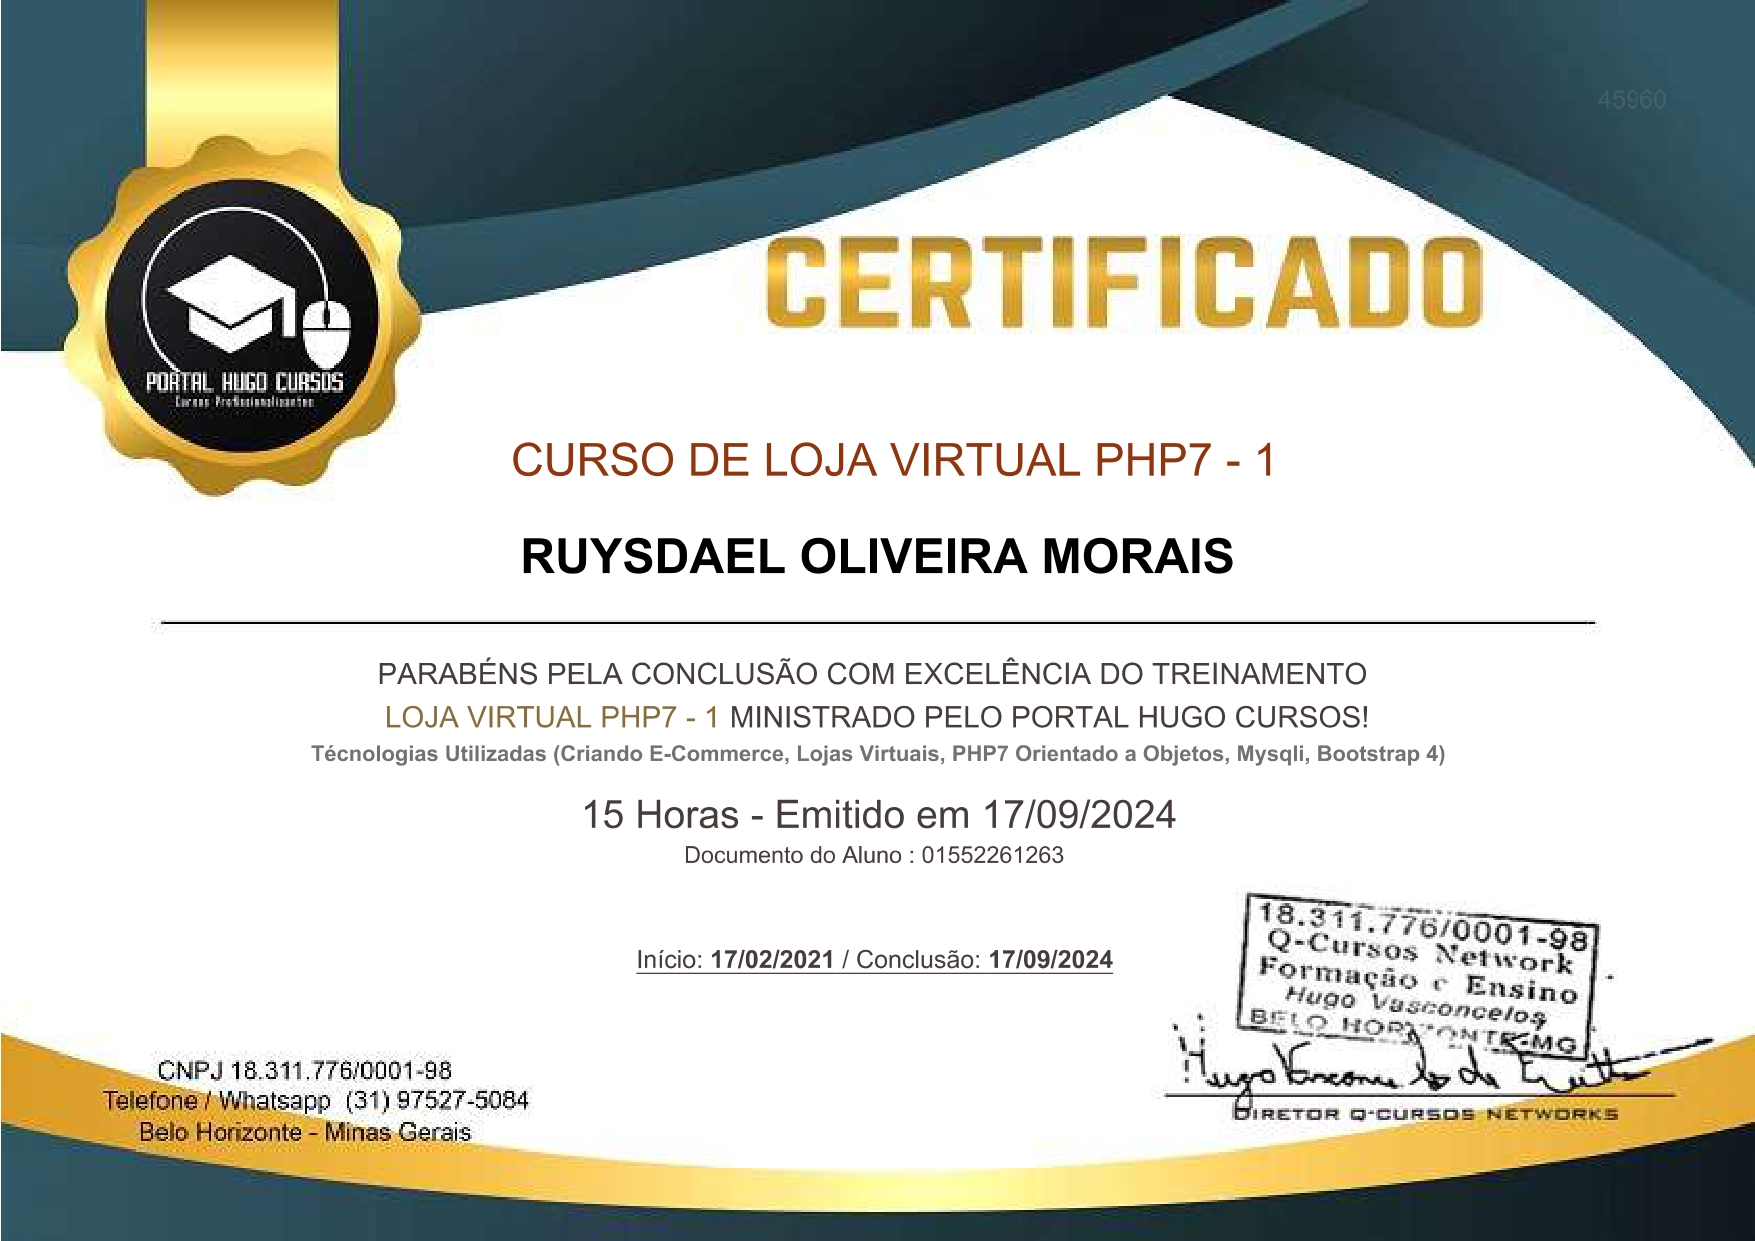 45960
CERTIFICADO
PORTAL HUGO CURSOS
Cursos Profissionalizantes
CURSO DE LOJA VIRTUAL PHP7 - 1
RUYSDAEL OLIVEIRA MORAIS
PARABÉNS PELA CONCLUSÃO COM EXCELÊNCIA DO TREINAMENTO
LOJA VIRTUAL PHP7 - 1 MINISTRADO PELO PORTAL HUGO CURSOS!
Técnologias Utilizadas (Criando E-Commerce, Lojas Virtuais, PHP7 Orientado a Objetos, Mysqli, Bootstrap 4)
15 Horas - Emitido em 17/09/2024
Documento do Aluno : 01552261263
Início: 17/02/2021 / Conclusão: 17/09/2024
18.311.776/0001-98
Q-Cursos Network
Formação e Ensino
Hugo Vasconcelos
BELO HORIZONTE-MG
CNPJ 18.311.776/0001-98
Telefone / Whatsapp (31) 97527-5084
Belo Horizonte - Minas Gerais
DIRETOR Q-CURSOS NETWORKS